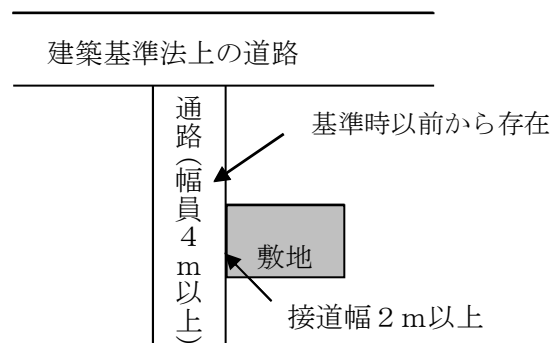 建築基準法上の道路
通路(幅員4m以上)
基準時以前から存在
敷地
接道幅2m以上